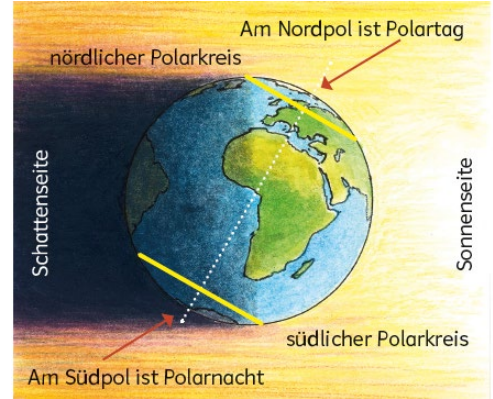 Am Nordpol ist Polartag
nördlicher Polarkreis
Schattenseite
Sonnenseite
südlicher Polarkreis
Am Südpol ist Polarnacht